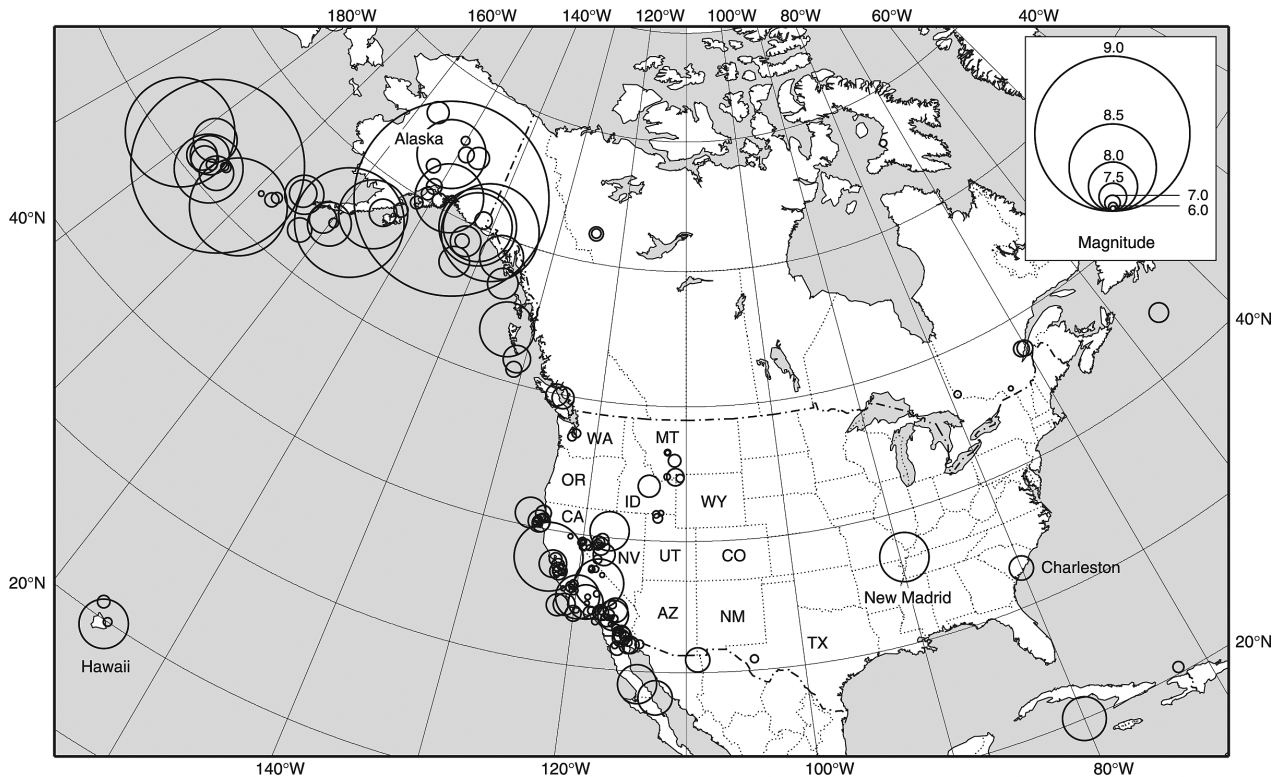 180°W 160°W 140°W 120°W 100°W 80°W 60°W 40°W
9.0
8.5
8.0
7.5
7.0
6.0
Magnitude
Alaska
40°N
40°N
WA MT
OR ID WY
CA NV UT CO
Charleston
New Madrid
AZ NM
TX
20°N
20°N
Hawaii
140°W 120°W 100°W 80°W